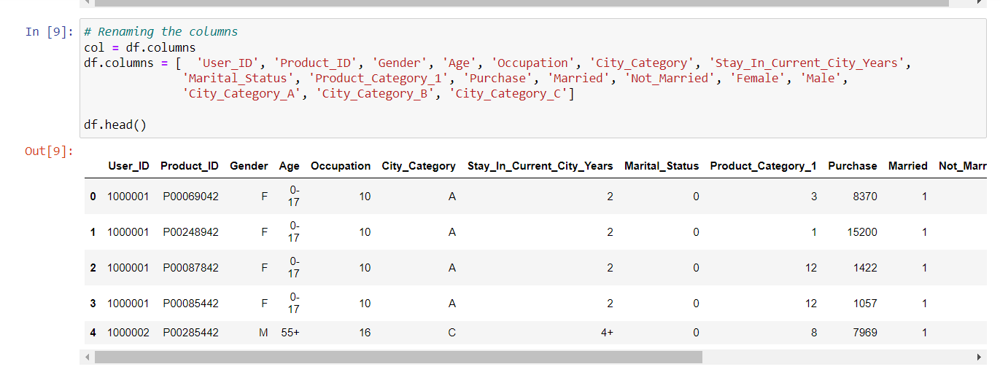 In [9]: # Renaming the columns
col = df.columns
df.columns = [  'User_ID', 'Product_ID', 'Gender', 'Age', 'Occupation', 'City_Category', 'Stay_In_Current_City_Years',
'Marital_Status', 'Product_Category_1', 'Purchase', 'Married', 'Not_Married', 'Female', 'Male',
'City_Category_A', 'City_Category_B', 'City_Category_C']
df.head()
Out[9]:
User_ID Product_ID Gender Age Occupation City_Category Stay_In_Current_City_Years Marital_Status Product_Category_1 Purchase Married Not_Marr
0 1000001 P00069042 F 0-17 10 A 2 0 3 8370 1
1 1000001 P00248942 F 0-17 10 A 2 0 1 15200 1
2 1000001 P00087842 F 0-17 10 A 2 0 12 1422 1
3 1000001 P00085442 F 0-17 10 A 2 0 12 1057 1
4 1000002 P00285442 M 55+ 16 C 4+ 0 8 7969 1